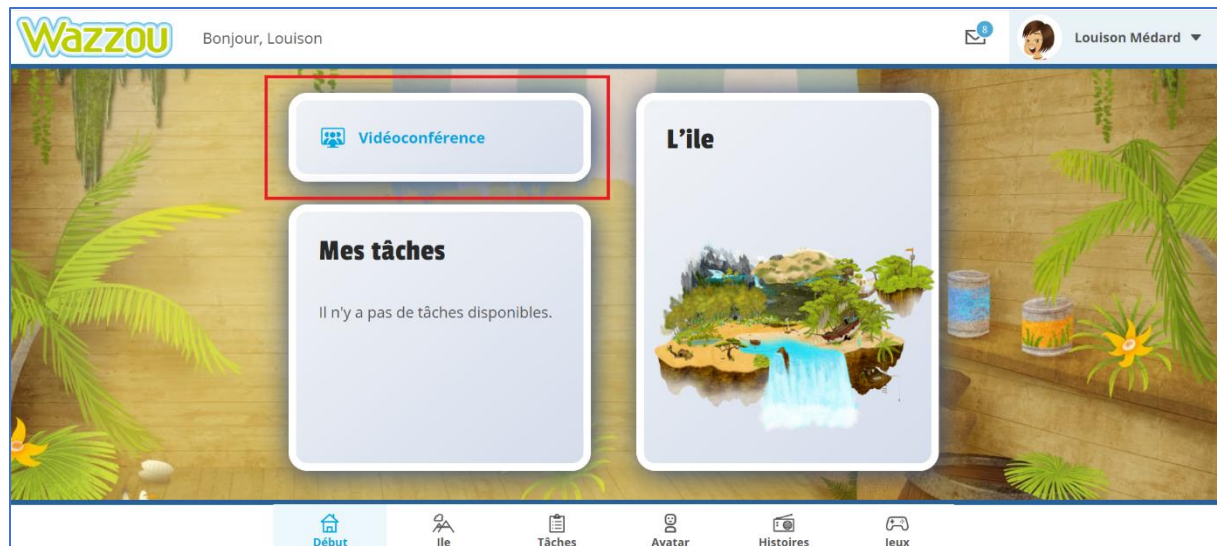 Wazzou
Bonjour, Louison
8
Louison Médard
Vidéoconférence
L'ile
Mes tâches
Il n'y a pas de tâches disponibles.
Début
Ile
Tâches
Avatar
Histoires
Jeux